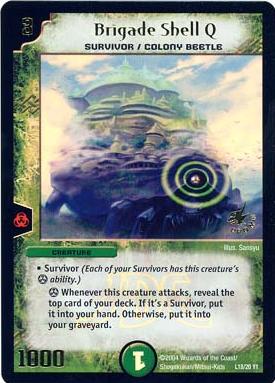 Brigade Shell Q
SURVIVOR / COLONY BEETLE
Illus. Sansyu
CREATURE
• Survivor (Each of your Survivors has this creature's
ability.)
Whenever this creature attacks, reveal
the top card of your deck. If it's a Survivor, put
it into your hand. Otherwise, put it into
your graveyard.
1000
1
©2004 Wizards of the Coast/
Shogakukan/Mitsui-Kids
L10/20 Y1